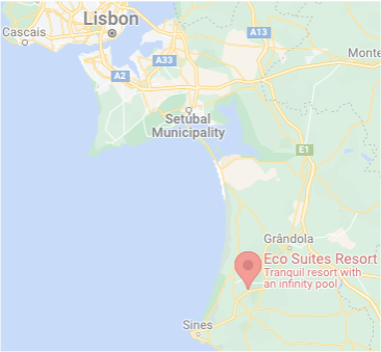 Lisbon
Cascais
A13
A33
Monte
A2
Setúbal
Municipality
E1
Grândola
Eco Suites Resort
Tranquil resort with
an infinity pool
Sines